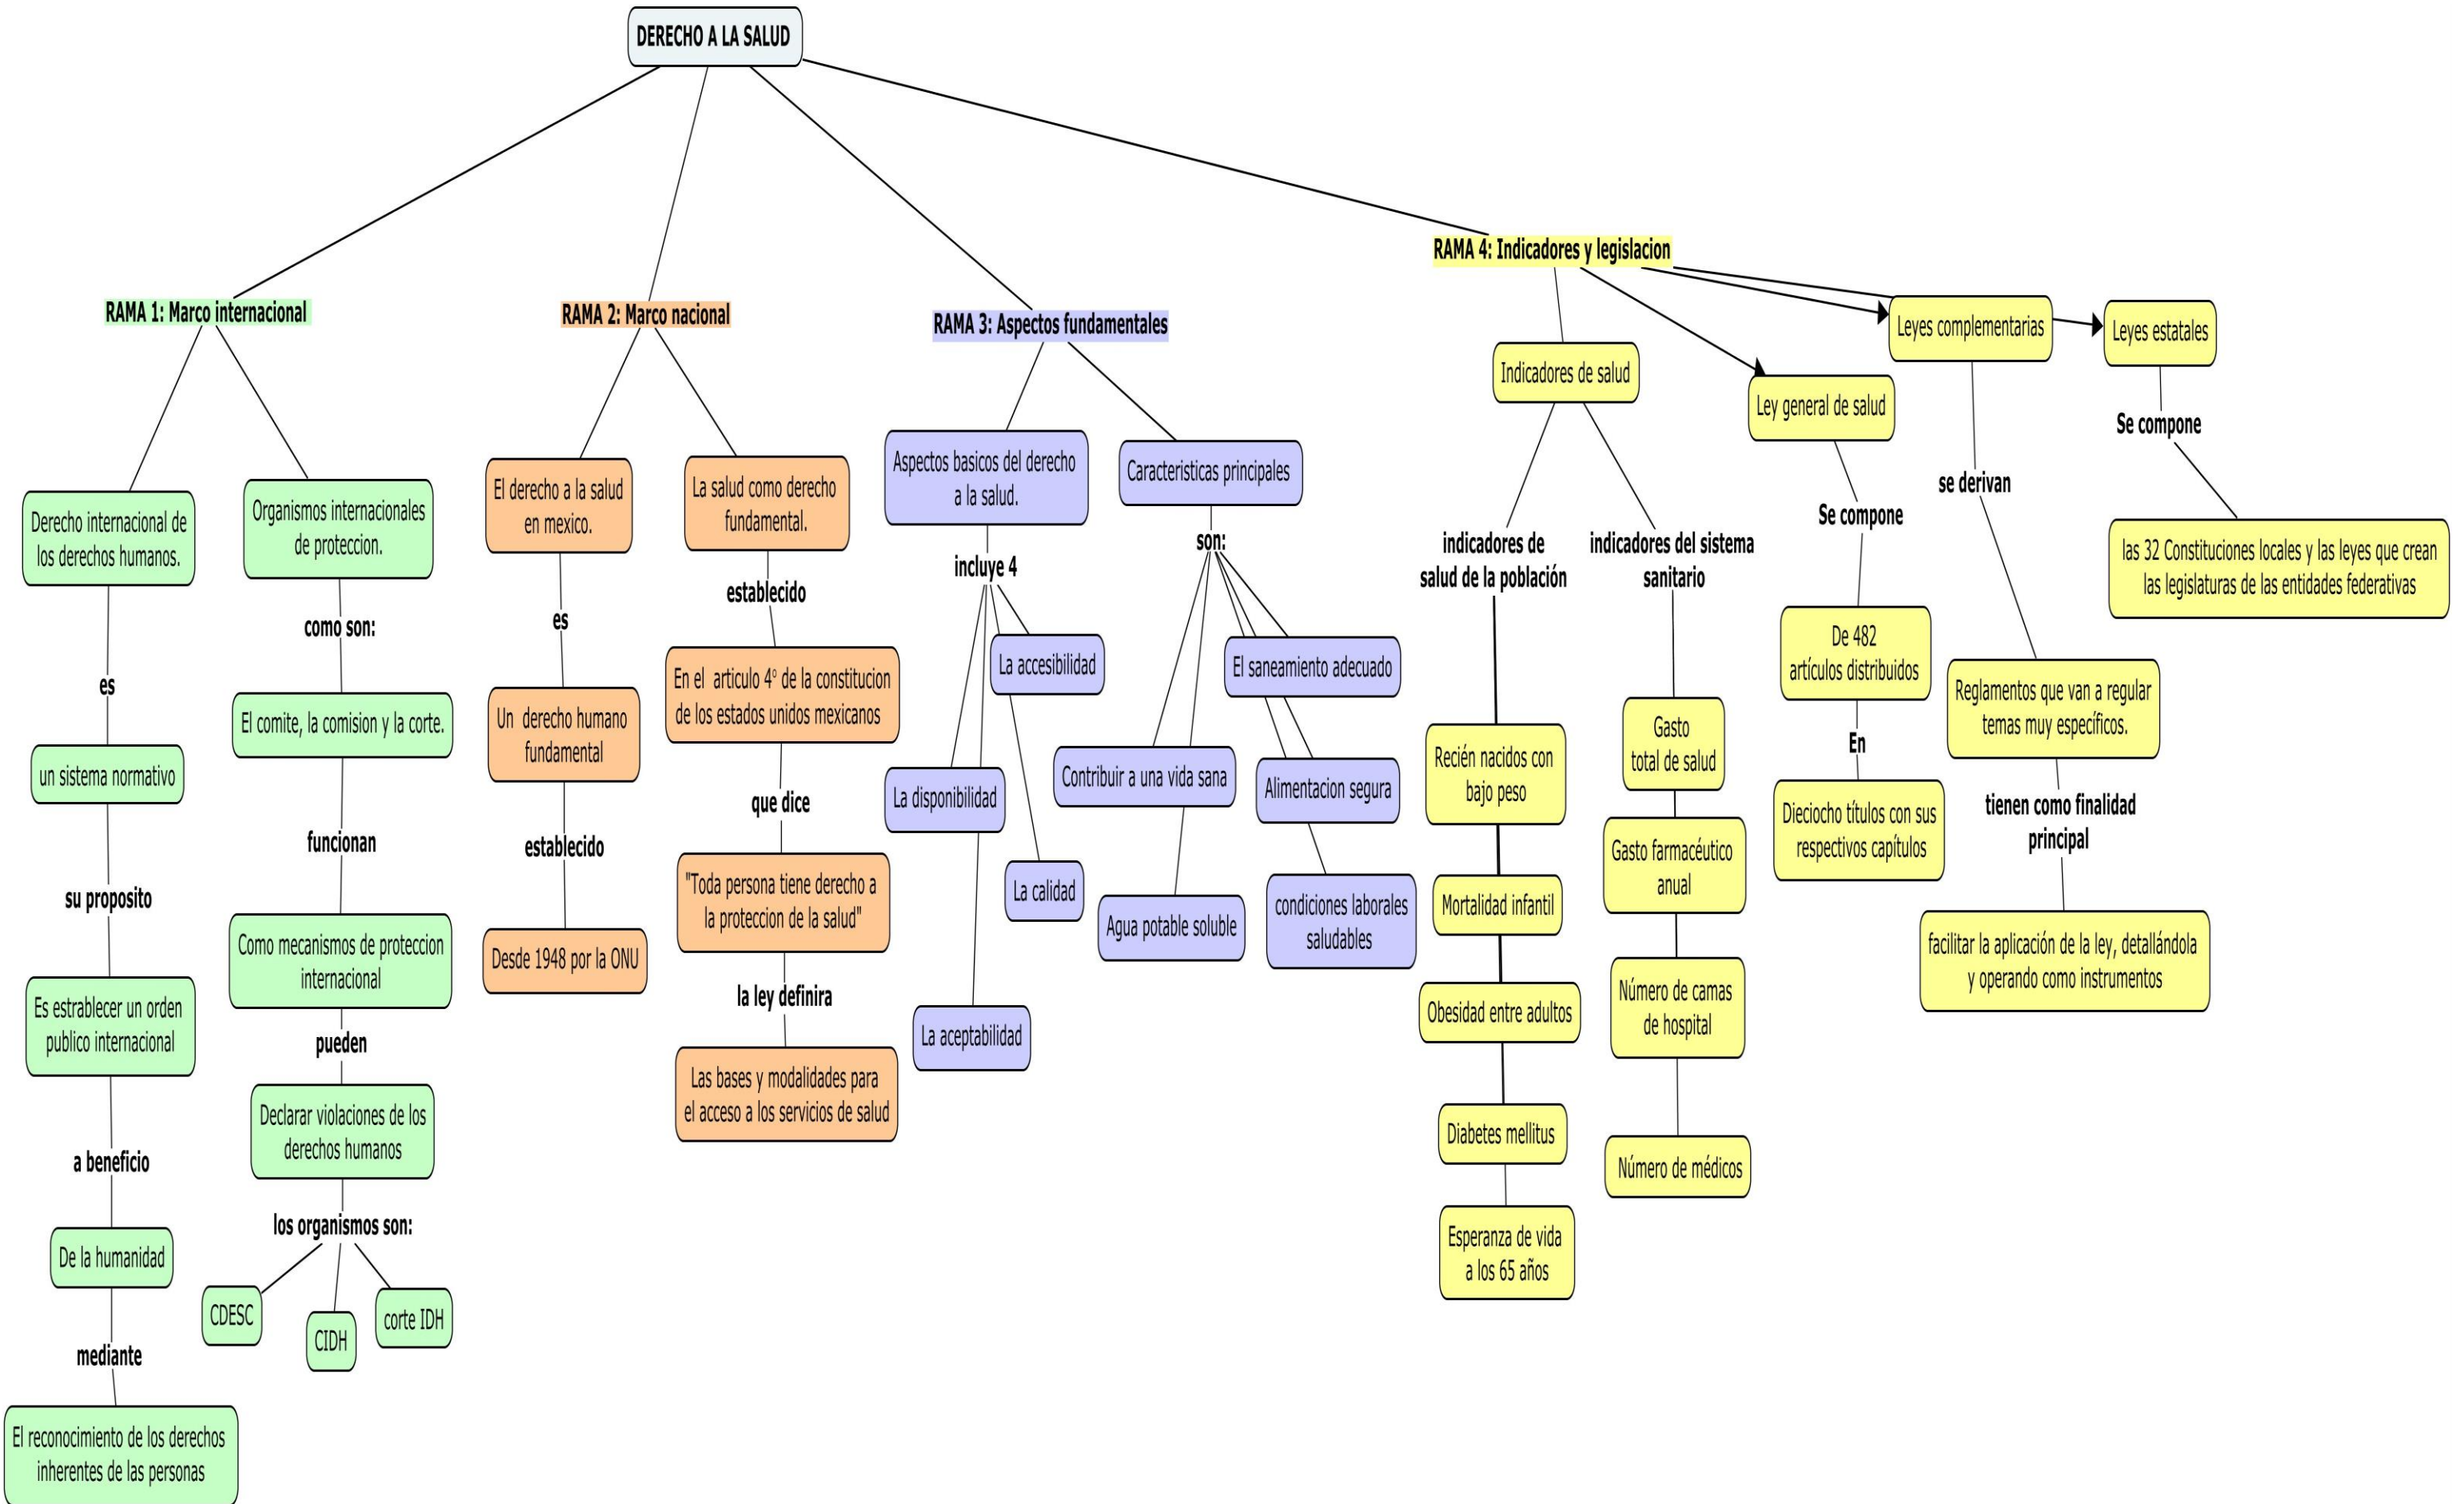 DERECHO A LA SALUD
RAMA 1: Marco internacional
Derecho internacional de
los derechos humanos.
es
un sistema normativo
su proposito
Es estrablecer un orden
publico internacional
a beneficio
De la humanidad
mediante
El reconocimiento de los derechos
inherentes de las personas
Organismos internacionales
de proteccion.
como son:
El comite, la comision y la corte.
funcionan
Como mecanismos de proteccion
internacional
pueden
Declarar violaciones de los
derechos humanos
los organismos son:
CDESC
CIDH
corte IDH
RAMA 2: Marco nacional
El derecho a la salud
en mexico.
es
Un derecho humano
fundamental
establecido
Desde 1948 por la ONU
La salud como derecho
fundamental.
establecido
En el articulo 4º de la constitucion
de los estados unidos mexicanos
que dice
"Toda persona tiene derecho a
la proteccion de la salud"
la ley definira
Las bases y modalidades para
el acceso a los servicios de salud
RAMA 3: Aspectos fundamentales
Aspectos basicos del derecho
a la salud.
incluye 4
La accesibilidad
La disponibilidad
La calidad
La aceptabilidad
Caracteristicas principales
son:
El saneamiento adecuado
Contribuir a una vida sana
Alimentacion segura
Agua potable soluble
condiciones laborales
saludables
RAMA 4: Indicadores y legislacion
Indicadores de salud
indicadores de
salud de la población
Recién nacidos con
bajo peso
Mortalidad infantil
Obesidad entre adultos
Diabetes mellitus
Esperanza de vida
a los 65 años
indicadores del sistema
sanitario
Gasto
total de salud
Gasto farmacéutico
anual
Número de camas
de hospital
Número de médicos
Ley general de salud
Se compone
De 482
artículos distribuidos
En
Dieciocho títulos con sus
respectivos capítulos
Leyes complementarias
se derivan
Reglamentos que van a regular
temas muy específicos.
tienen como finalidad
principal
facilitar la aplicación de la ley, detallándola
y operando como instrumentos
Leyes estatales
Se compone
las 32 Constituciones locales y las leyes que crean
las legislaturas de las entidades federativas